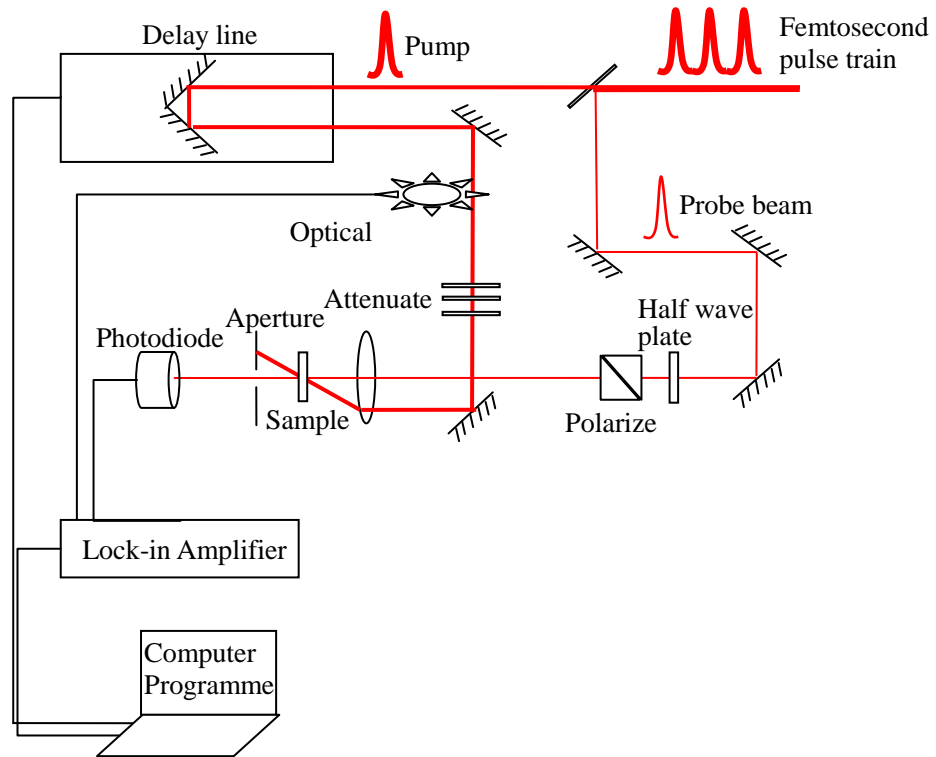 Delay line
Pump
Femtosecond
pulse train
Optical
Probe beam
Attenuate
Aperture
Half wave
plate
Photodiode
Sample
Polarize
Lock-in Amplifier
Computer
Programme